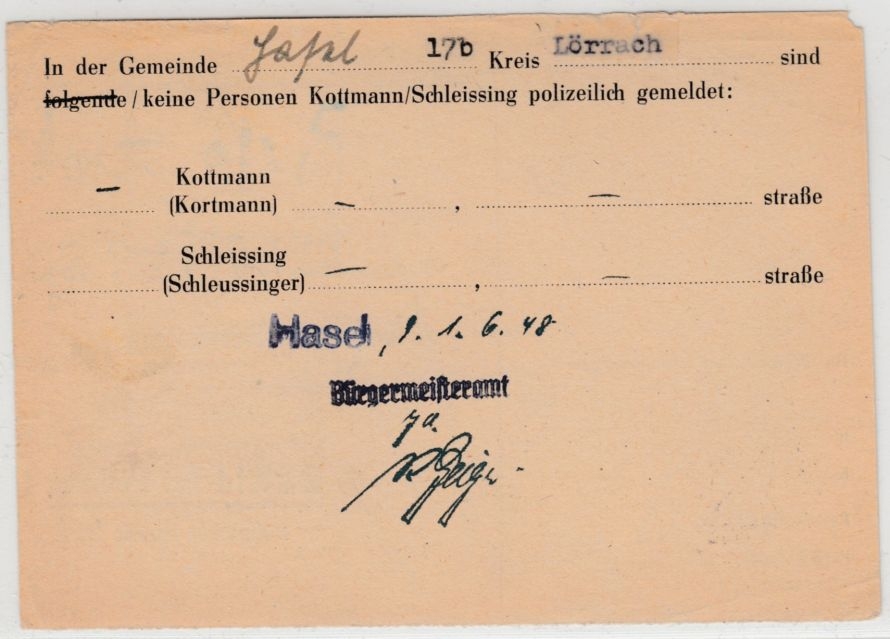 In der Gemeinde Hasel 17b Kreis Lörrach sind
folgende / keine Personen Kottmann/Schleissing polizeilich gemeldet:
– Kottmann
(Kortmann) – , – straße
Schleissing
(Schleussinger) – , – straße
Hasel, d. 1. 6. 48
Bürgermeisteramt